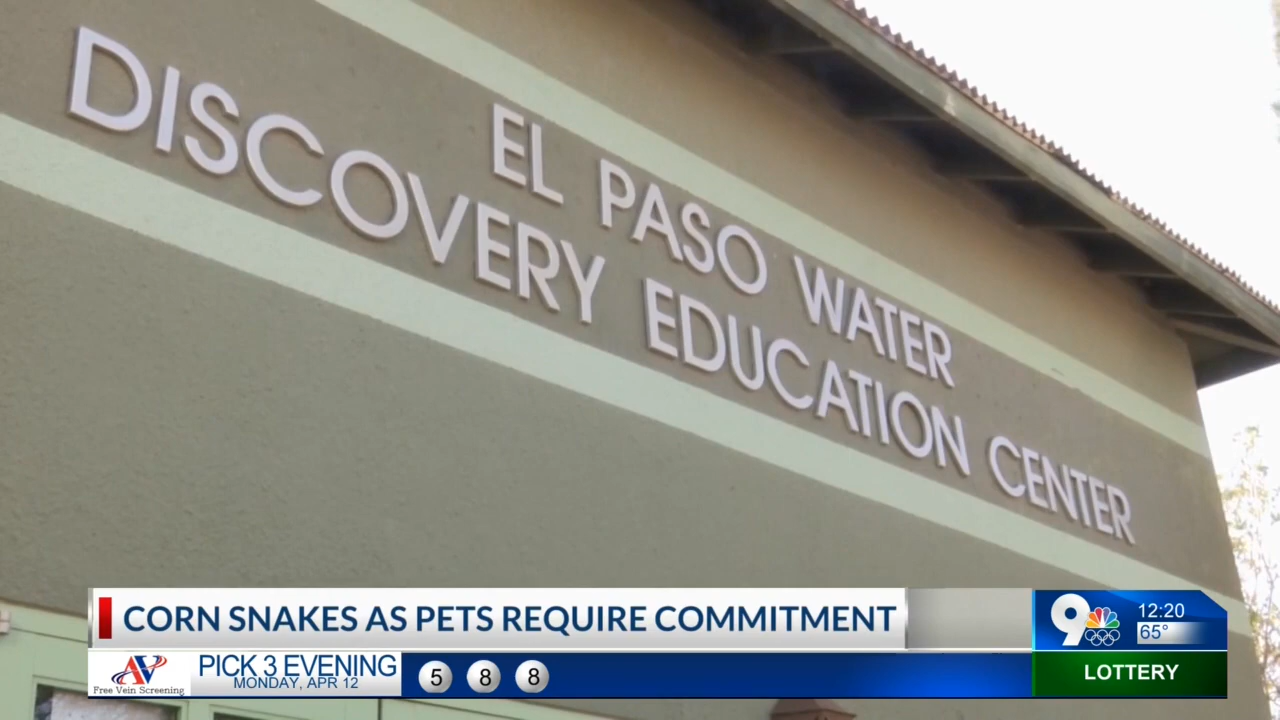 EL PASO WATER
DISCOVERY EDUCATION CENTER
CORN SNAKES AS PETS REQUIRE COMMITMENT
9
12:20
65°
AV
Free Vein Screening
PICK 3 EVENING
MONDAY, APR 12
5 8 8
LOTTERY